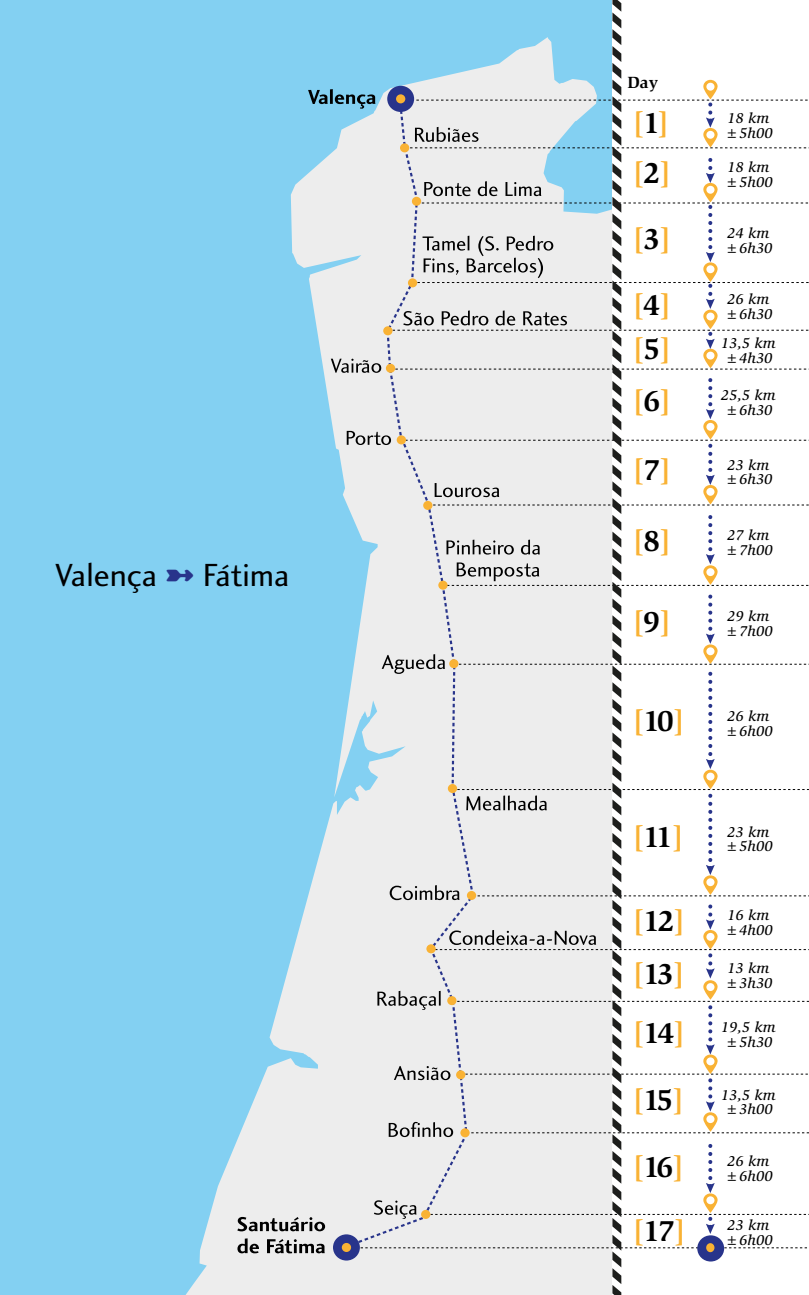 Day
Valença
[1]
18 km
± 5h00
Rubiães
[2]
18 km
± 5h00
Ponte de Lima
[3]
24 km
± 6h30
Tamel (S. Pedro
Fins, Barcelos)
[4]
26 km
± 6h30
São Pedro de Rates
[5]
13,5 km
± 4h30
Vairão
[6]
25,5 km
± 6h30
Porto
[7]
23 km
± 6h30
Lourosa
[8]
27 km
± 7h00
Pinheiro da
Bemposta
Valença ➳ Fátima
[9]
29 km
± 7h00
Agueda
[10]
26 km
± 6h00
Mealhada
[11]
23 km
± 5h00
Coimbra
[12]
16 km
± 4h00
Condeixa-a-Nova
[13]
13 km
± 3h30
Rabaçal
[14]
19,5 km
± 5h30
Ansião
[15]
13,5 km
± 3h00
Bofinho
[16]
26 km
± 6h00
Seiça
[17]
23 km
± 6h00
Santuário
de Fátima